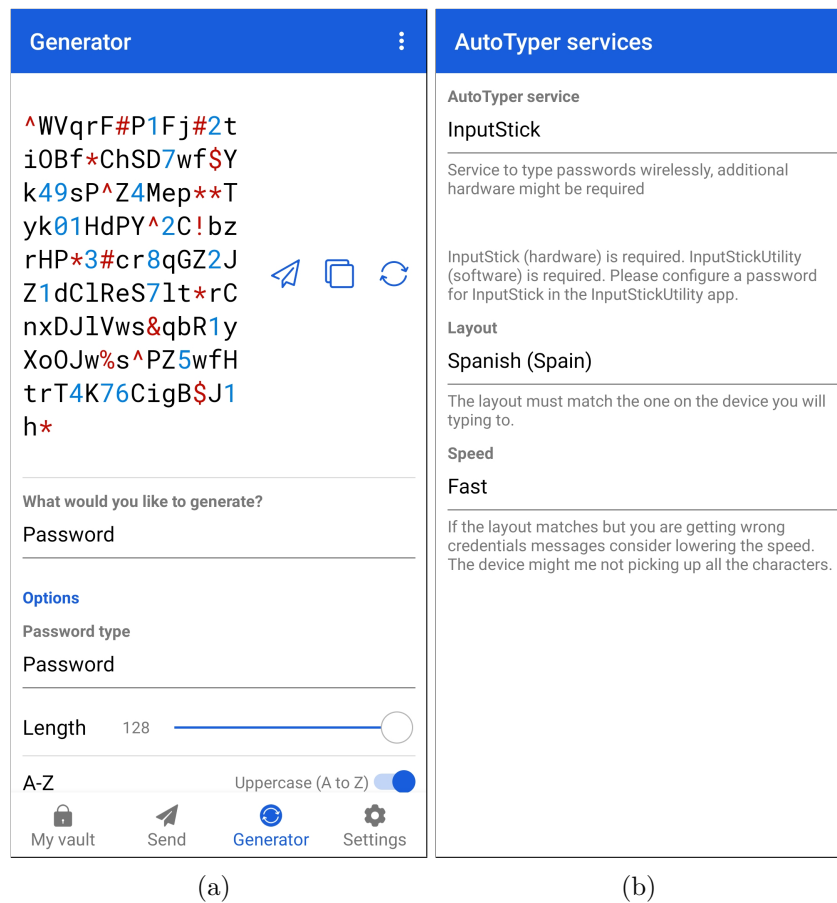 Generator
^WVqrF#P1Fj#2t
iOBf*ChSD7wf$Y
k49sP^Z4Mep**T
yk01HdPY^2C!bz
rHP*3#cr8qGZ2J
Z1dClReS7lt*rC
nxDJlVws&qbR1y
XoOJw%s^PZ5wfH
trT4K76CigB$J1
h*
What would you like to generate?
Password
Options
Password type
Password
Length 128
A-Z Uppercase (A to Z)
My vault Send Generator Settings
(a)
AutoTyper services
AutoTyper service
InputStick
Service to type passwords wirelessly, additional
hardware might be required
InputStick (hardware) is required. InputStickUtility
(software) is required. Please configure a password
for InputStick in the InputStickUtility app.
Layout
Spanish (Spain)
The layout must match the one on the device you will
typing to.
Speed
Fast
If the layout matches but you are getting wrong
credentials messages consider lowering the speed.
The device might me not picking up all the characters.
(b)